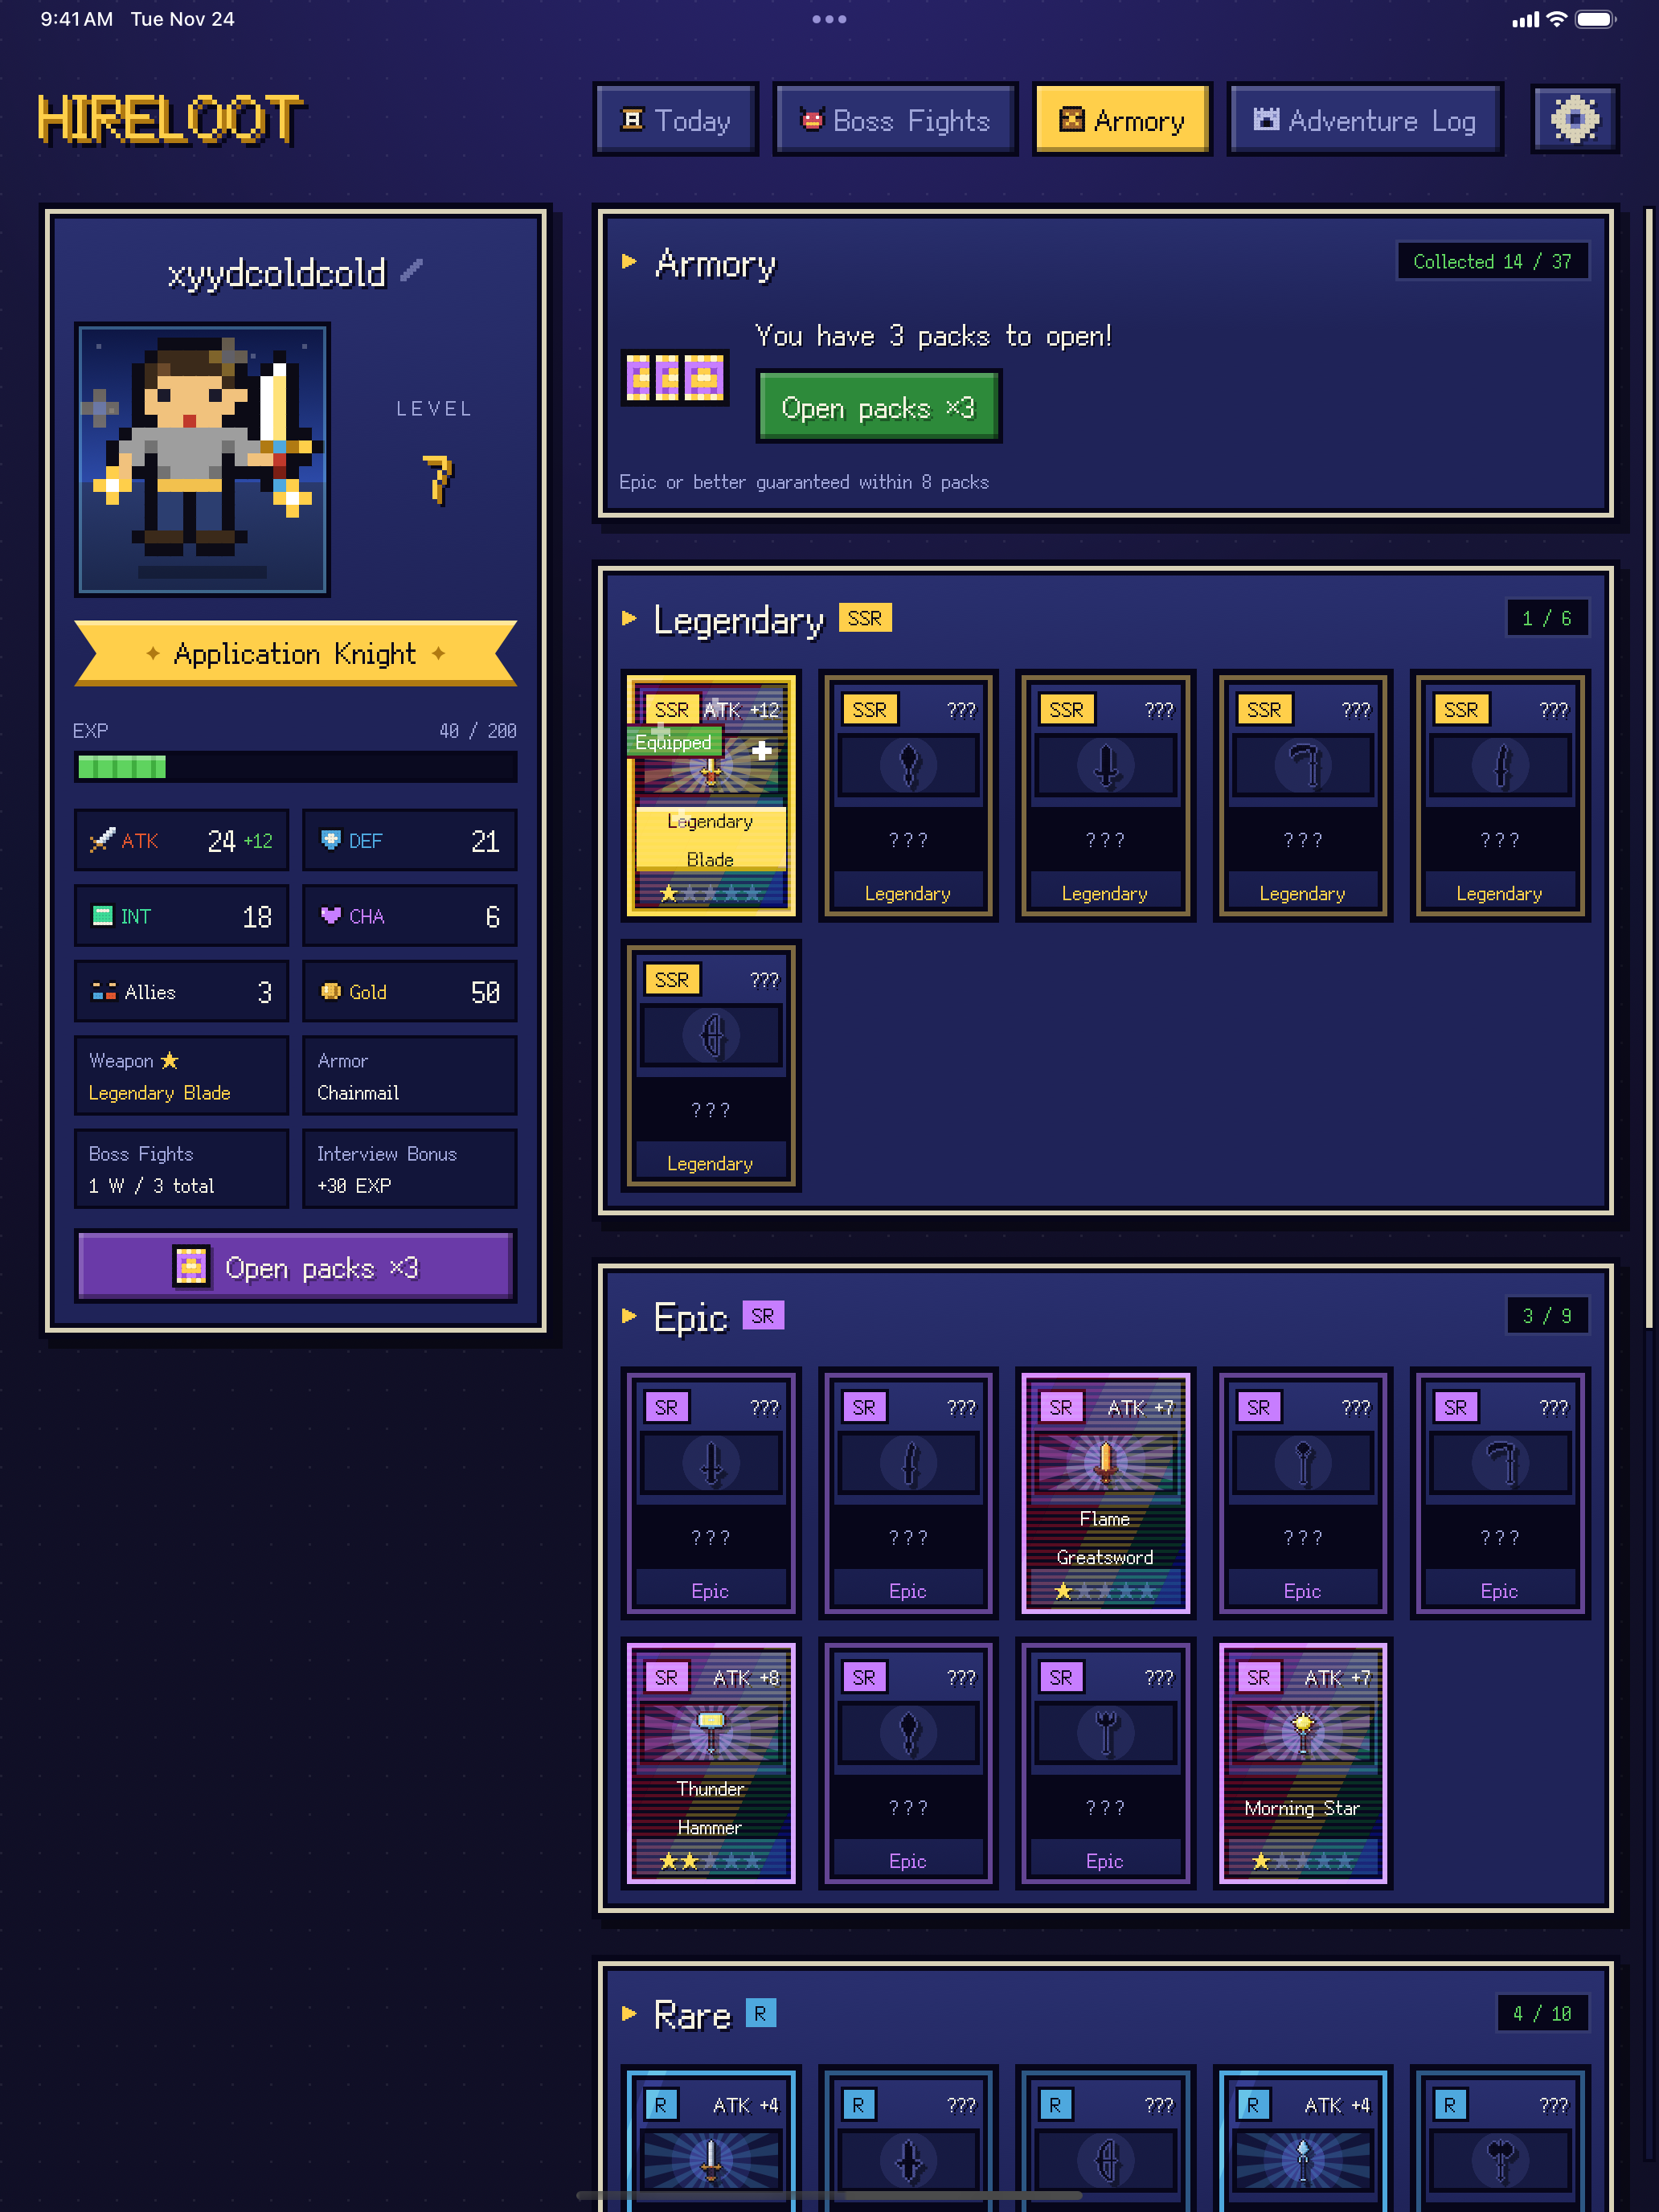 9:41 AM Tue Nov 24
HIRELOOT
Today
Boss Fights
Armory
Adventure Log
xyydcoldcold
LEVEL
7
Application Knight
EXP 40 / 200
ATK 24 +12
DEF 21
INT 18
CHA 6
Allies 3
Gold 50
Weapon
Legendary Blade
Armor
Chainmail
Boss Fights
1 W / 3 total
Interview Bonus
+30 EXP
Open packs ×3
Armory
Collected 14 / 37
You have 3 packs to open!
Open packs ×3
Epic or better guaranteed within 8 packs
Legendary SSR
1 / 6
SSR ATK +12
Equipped
Legendary
Blade
SSR ???
???
Legendary
SSR ???
???
Legendary
SSR ???
???
Legendary
SSR ???
???
Legendary
SSR ???
???
Legendary
Epic SR
3 / 9
SR ???
???
Epic
SR ???
???
Epic
SR ATK +7
Flame
Greatsword
SR ???
???
Epic
SR ???
???
Epic
SR ATK +8
Thunder
Hammer
SR ???
???
Epic
SR ???
???
Epic
SR ATK +7
Morning Star
Rare R
4 / 10
R ATK +4
R ???
R ???
R ATK +4
R ???